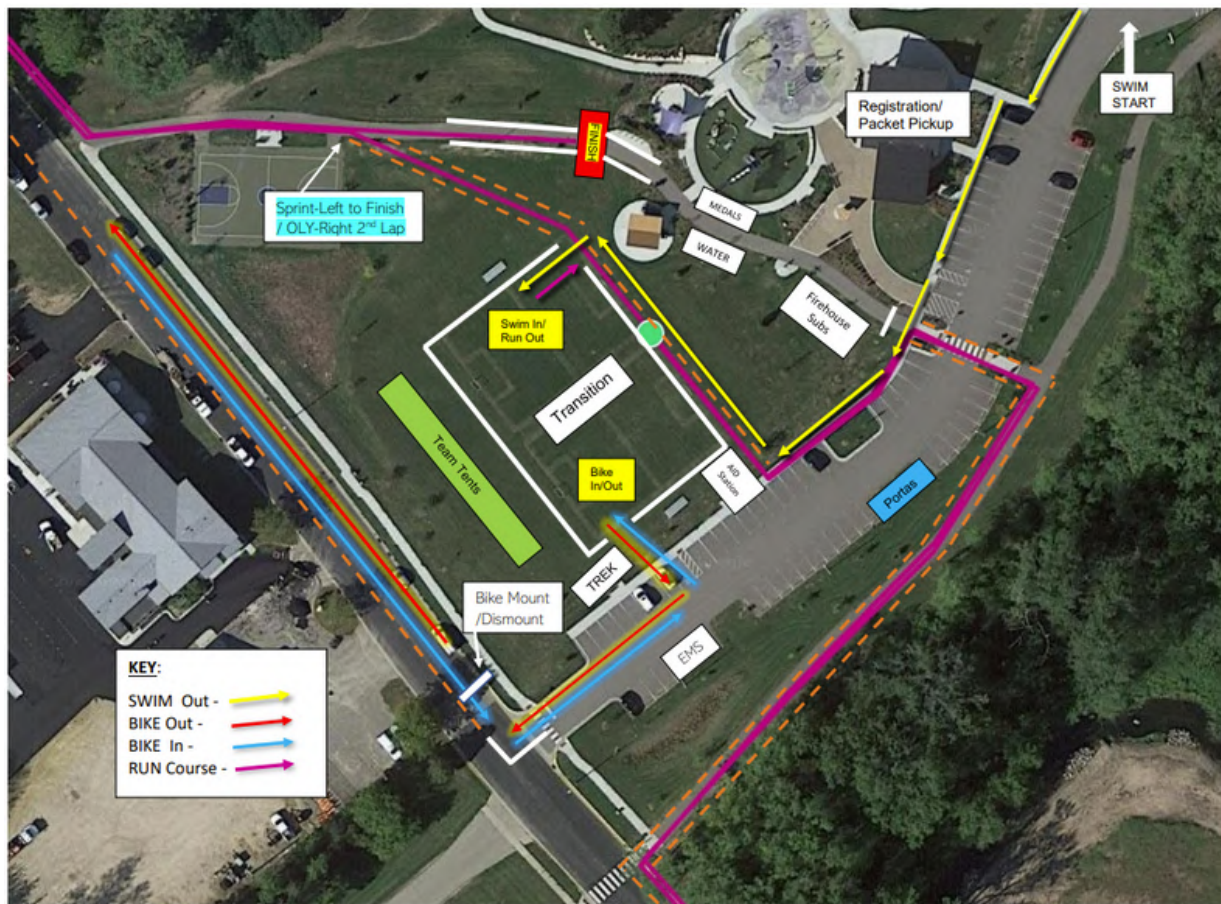 SWIM
START
Registration/
Packet Pickup
FINISH
Sprint-Left to Finish
/ OLY-Right 2nd Lap
MEDALS
WATER
Firehouse
Subs
Swim In/
Run Out
Transition
Team Tents
Bike
In/Out
AID
Station
Portas
TREK
Bike Mount
/Dismount
EMS
KEY:
SWIM Out -
BIKE Out -
BIKE In -
RUN Course -